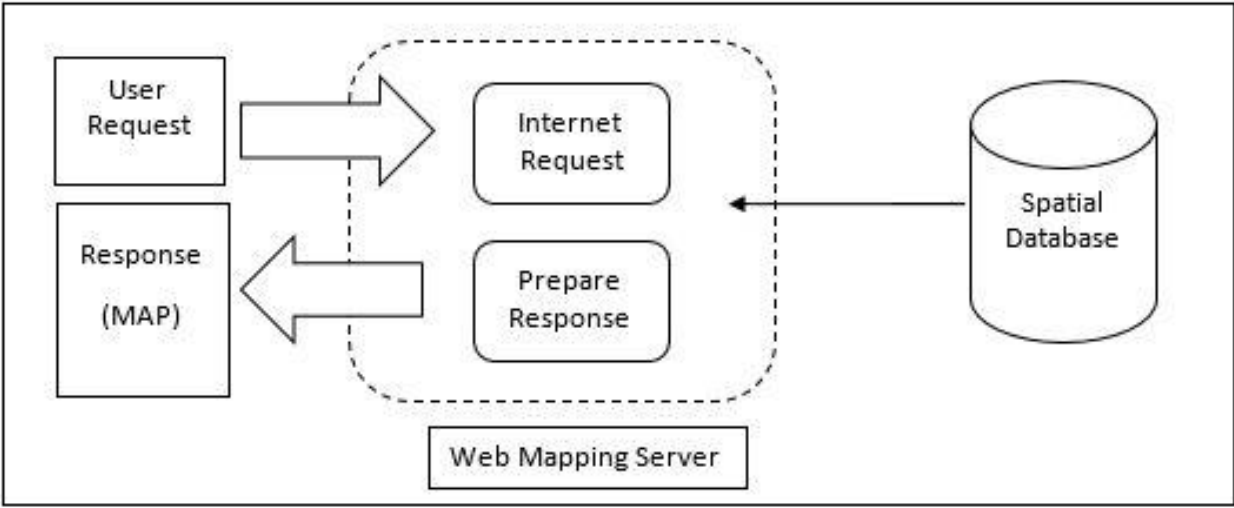 User
Request
Internet
Request
Response
(MAP)
Prepare
Response
Spatial
Database
Web Mapping Server